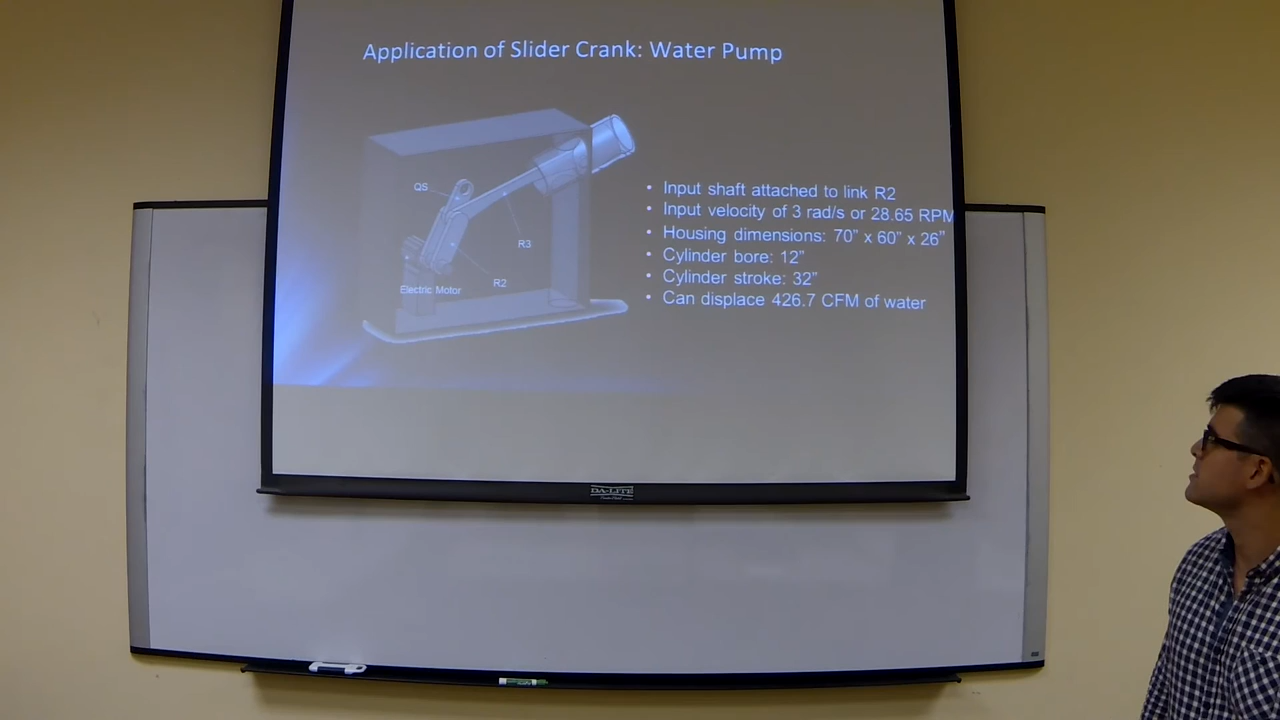 Application of Slider Crank: Water Pump
QS
R3
R2
Electric Motor
• Input shaft attached to link R2
• Input velocity of 3 rad/s or 28.65 RPM
• Housing dimensions: 70” x 60” x 26”
• Cylinder bore: 12”
• Cylinder stroke: 32”
• Can displace 426.7 CFM of water
DA-LITE